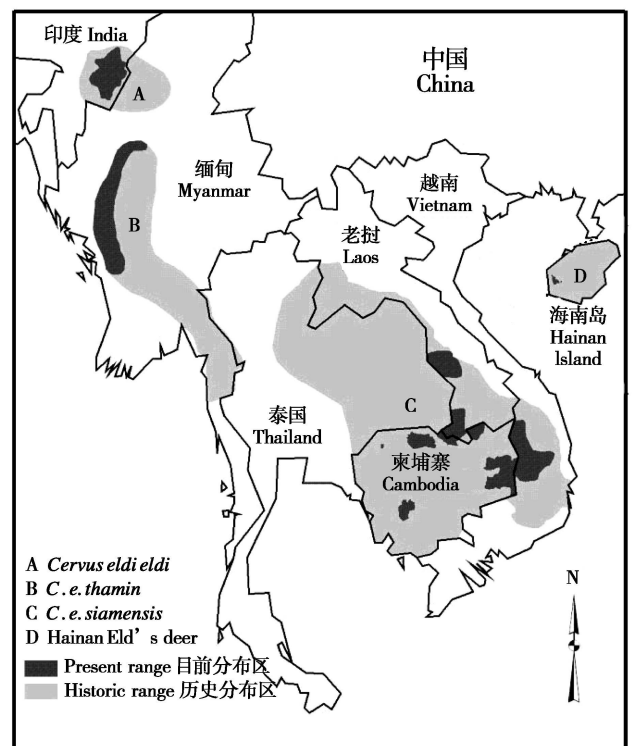 印度 India
A
中国
China
缅甸
Myanmar
越南
Vietnam
B
老挝
Laos
D
海南岛
Hainan
Island
C
泰国
Thailand
柬埔寨
Cambodia
A Cervus eldi eldi
B C.e.thamin
C C.e.siamensis
D Hainan Eld's deer
N
Present range 目前分布区
Historic range 历史分布区